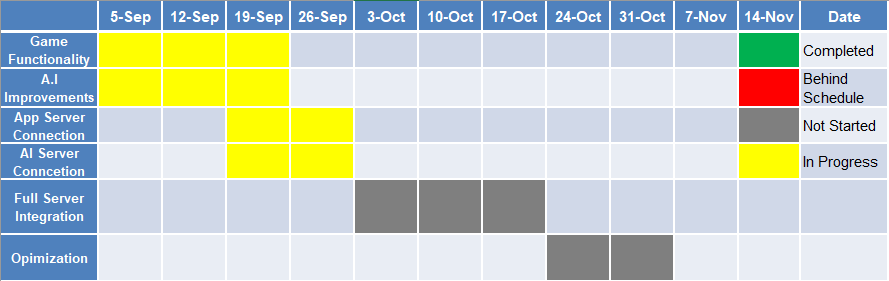 5-Sep 12-Sep 19-Sep 26-Sep 3-Oct 10-Oct 17-Oct 24-Oct 31-Oct 7-Nov 14-Nov Date
Game
Functionality
Completed
A.I
Improvements
Behind
Schedule
App Server
Connection
Not Started
AI Server
Conncetion
In Progress
Full Server
Integration
Opimization